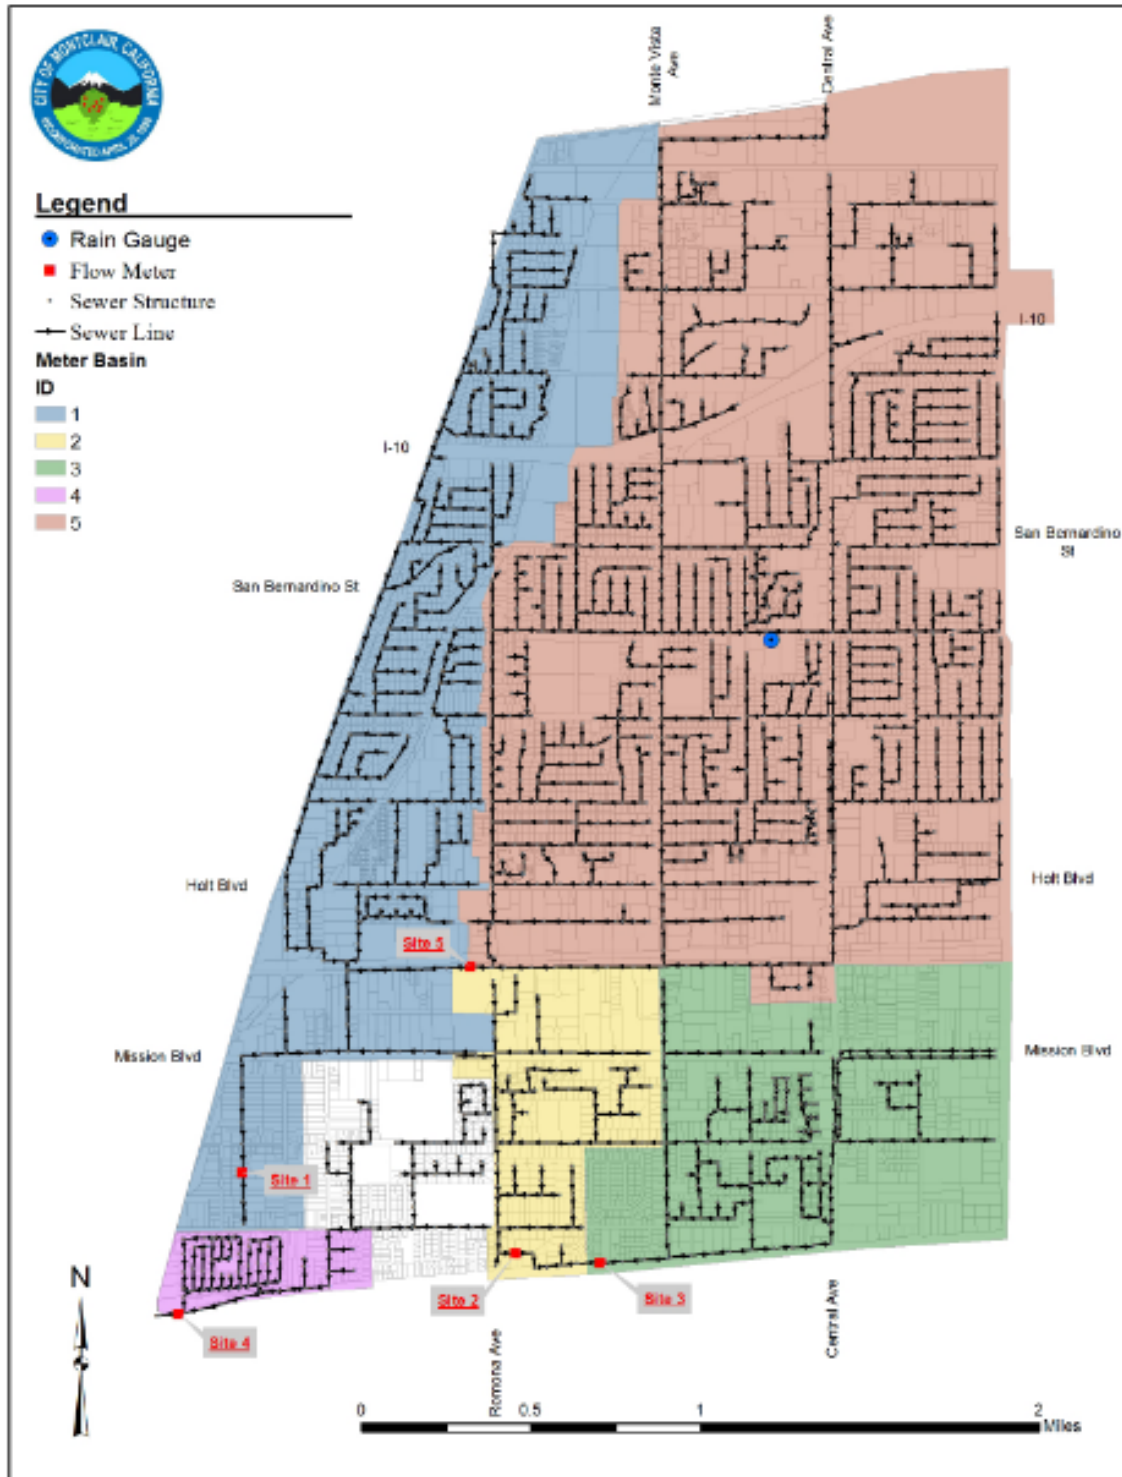 CITY OF MONTCLAIR, CALIFORNIA
Monte Vista
Ave
Central Ave
Legend
Rain Gauge
Flow Meter
Sewer Structure
Sewer Line
Meter Basin
ID
1
2
3
4
5
I-10
I-10
San Bernardino
St
San Bernardino St
Holt Blvd
Holt Blvd
Site 5
Mission Blvd
Mission Blvd
Site 1
N
Site 2
Site 3
Site 4
Romona Ave
Central Ave
0
0.5
1
2
Miles